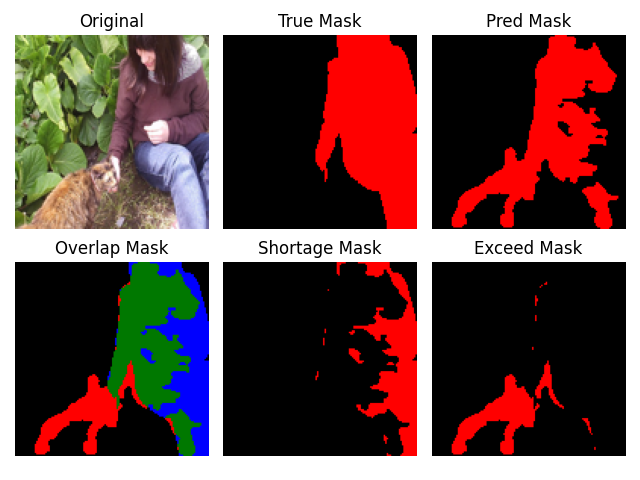 Original
True Mask
Pred Mask
Overlap Mask
Shortage Mask
Exceed Mask